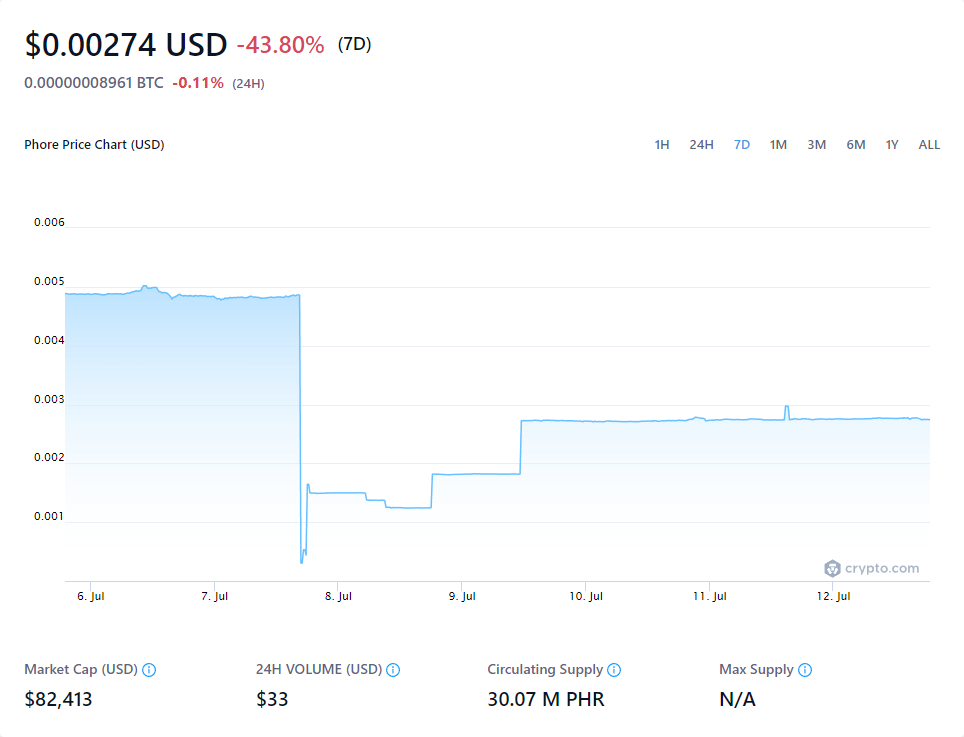 $0.00274 USD -43.80% (7D)
0.00000008961 BTC -0.11% (24H)
Phore Price Chart (USD) 1H 24H 7D 1M 3M 6M 1Y ALL
0.006
0.005
0.004
0.003
0.002
0.001
crypto.com
6. Jul 7. Jul 8. Jul 9. Jul 10. Jul 11. Jul 12. Jul
Market Cap (USD) 24H VOLUME (USD) Circulating Supply Max Supply
$82,413 $33 30.07 M PHR N/A